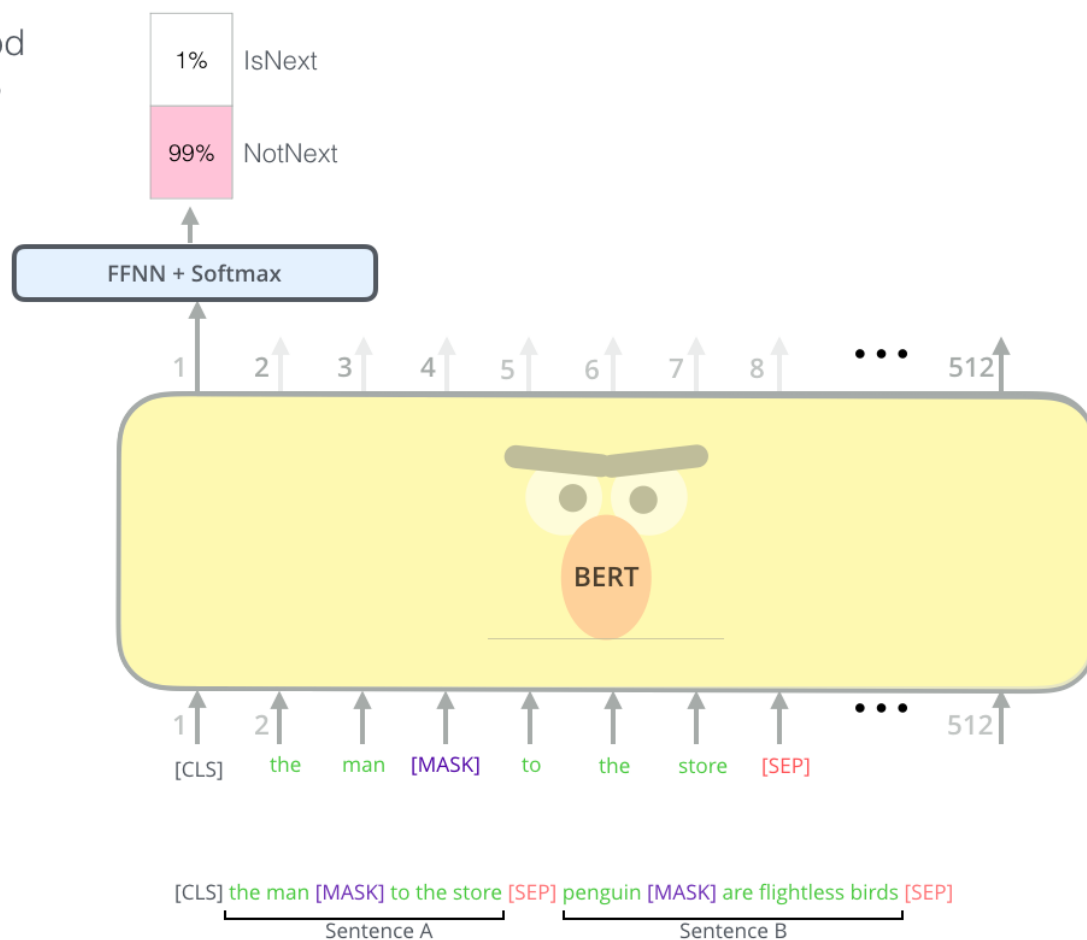 1% IsNext
99% NotNext
FFNN + Softmax
1 2 3 4 5 6 7 8 ••• 512
BERT
1 2 ••• 512
[CLS] the man [MASK] to the store [SEP]
[CLS] the man [MASK] to the store [SEP] penguin [MASK] are flightless birds [SEP]
Sentence A Sentence B